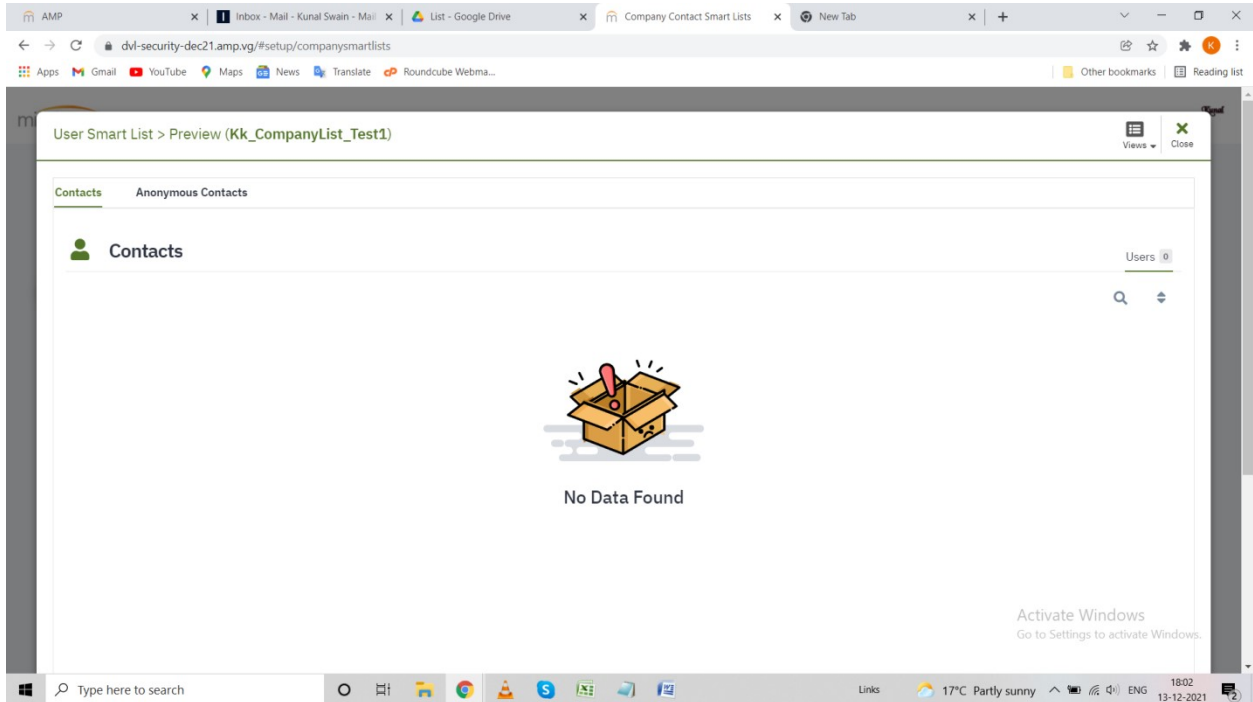 AMP
Inbox - Mail - Kunal Swain - Mail
List - Google Drive
Company Contact Smart Lists
New Tab
dvl-security-dec21.amp.vg/#setup/companysmartlists
K
Apps Gmail YouTube Maps News Translate Roundcube Webma...
Other bookmarks Reading list
User Smart List > Preview (Kk_CompanyList_Test1)
Views
Close
Contacts Anonymous Contacts
Contacts
Users 0
No Data Found
Activate Windows
Go to Settings to activate Windows.
Type here to search
Links
17°C Partly sunny
ENG
18:02
13-12-2021
2